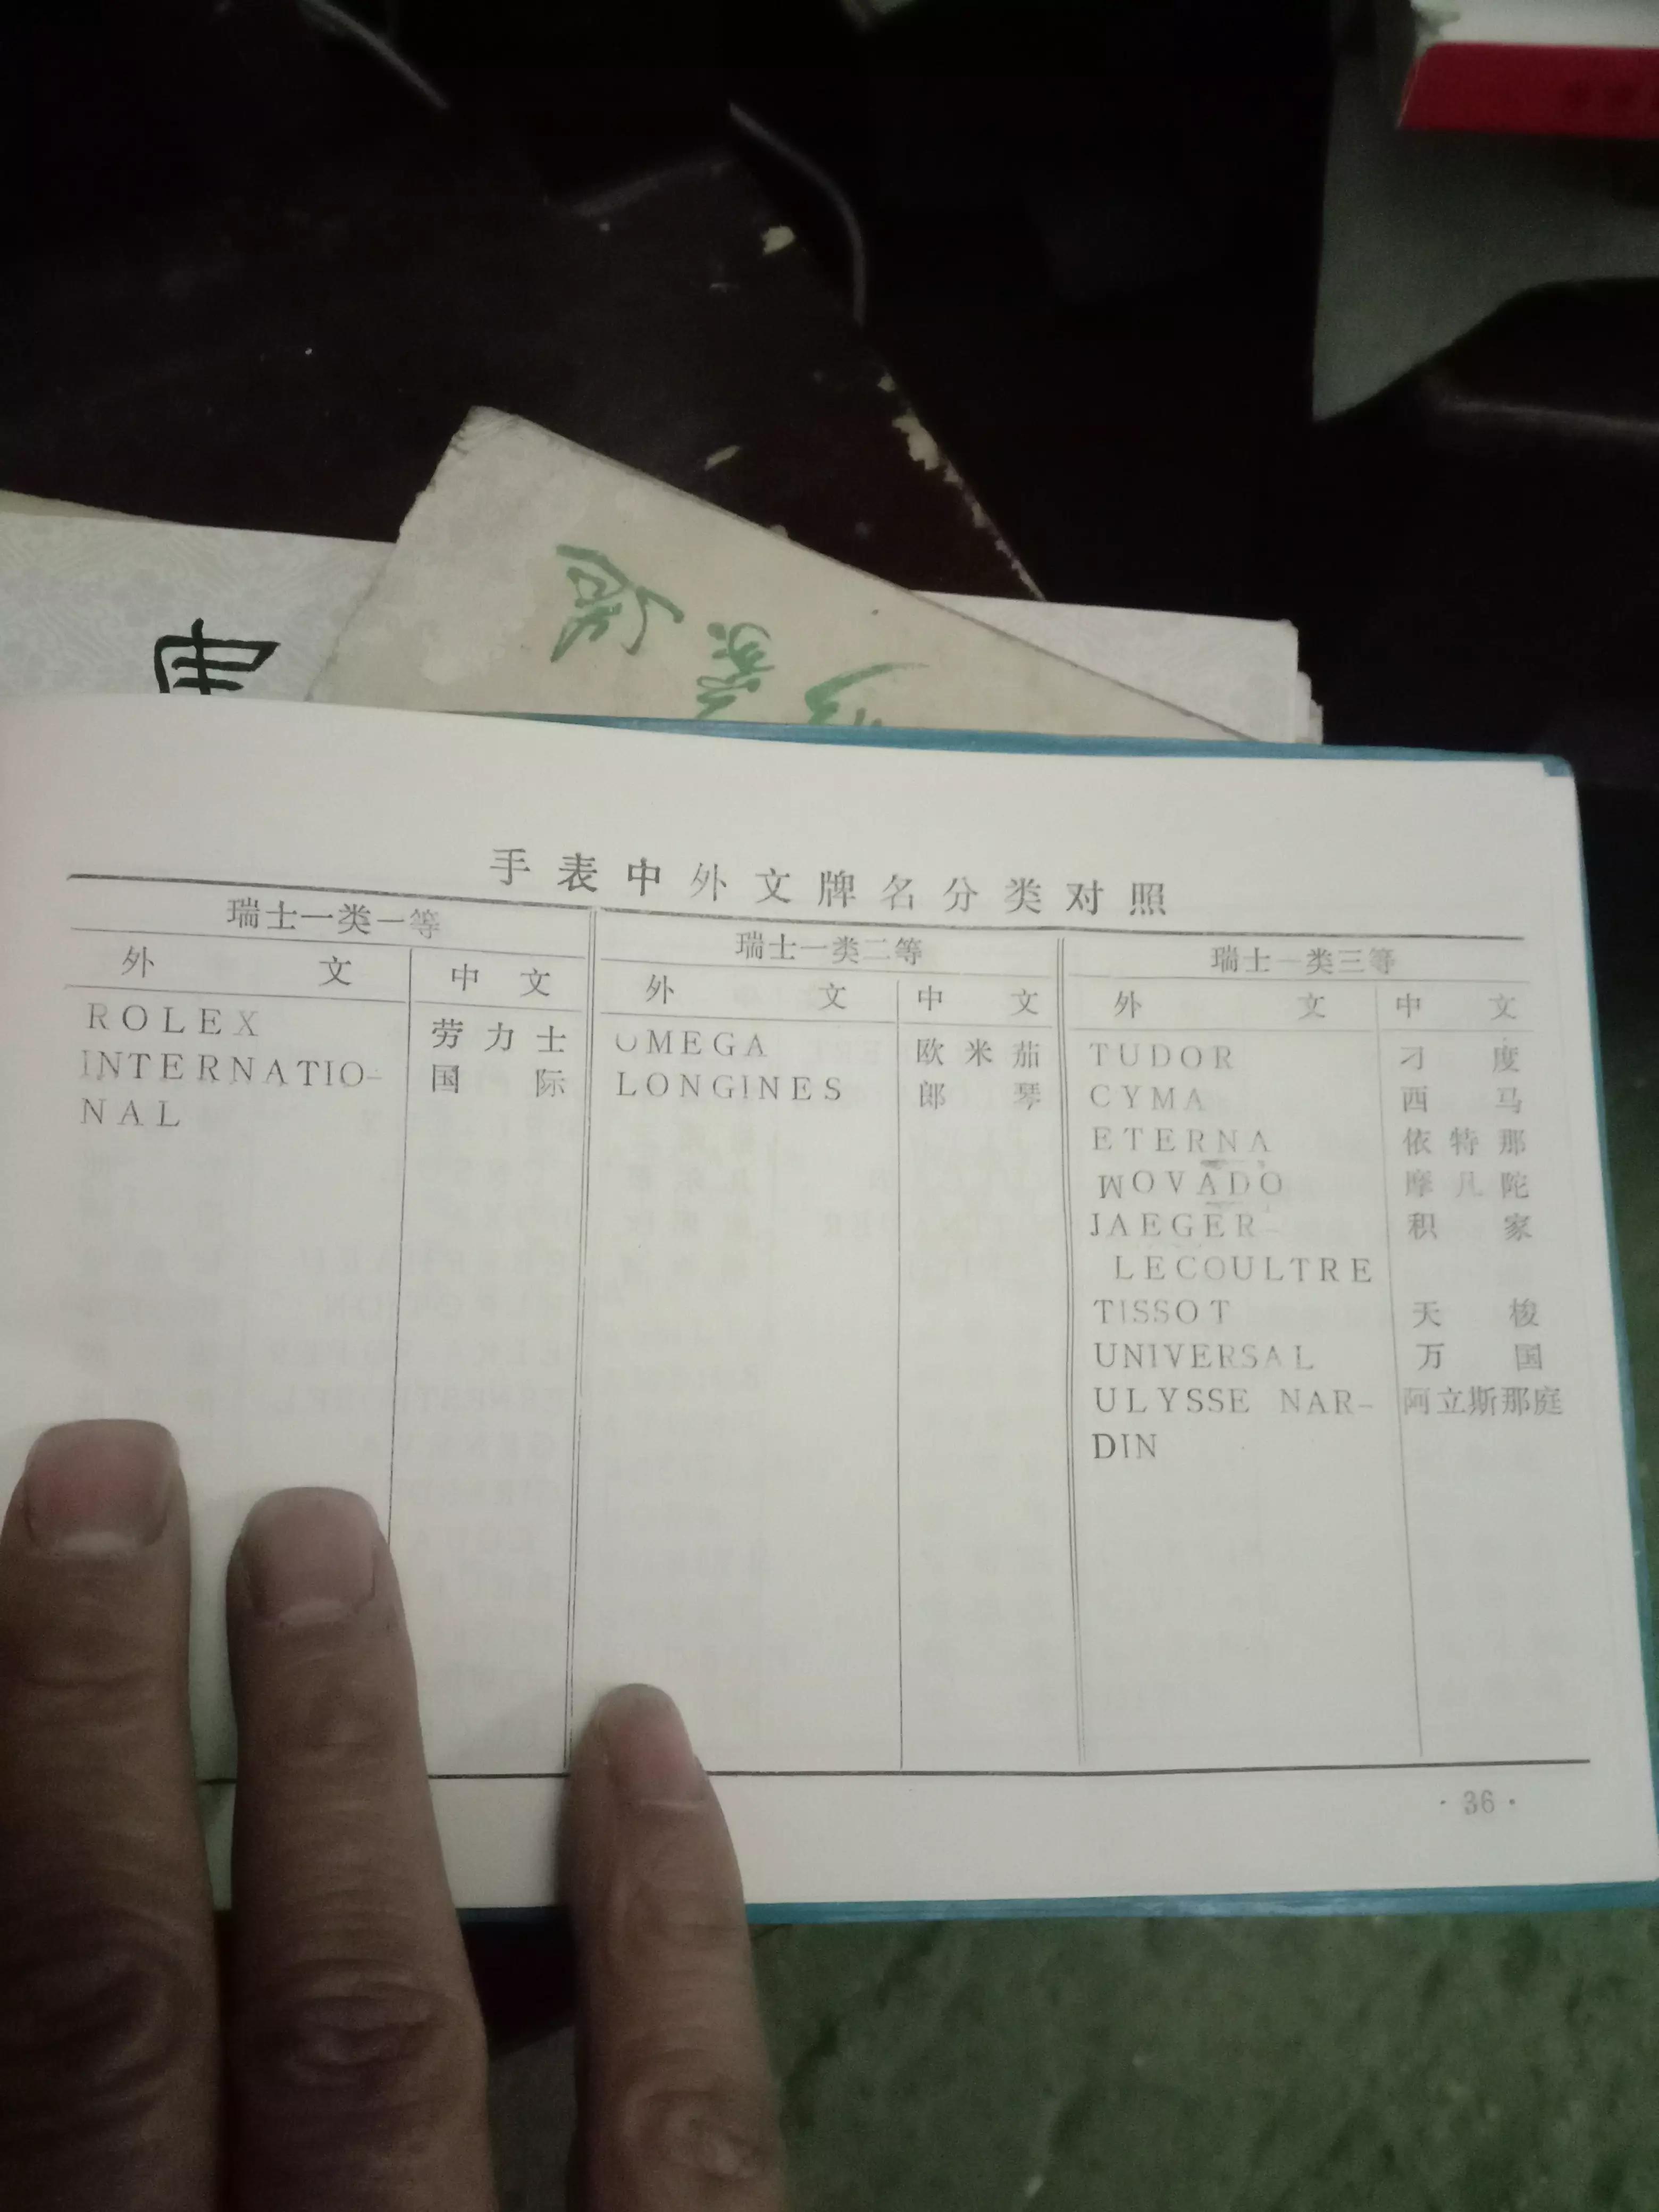 手表中外文牌名分类对照
瑞士一类一等
外文 中文
ROLEX 劳力士
INTERNATIO- 国际
NAL
瑞士一类二等
外文 中文
OMEGA 欧米茄
LONGINES 郎琴
瑞士一类三等
外文 中文
TUDOR 刁度
CYMA 西马
ETERNA 依特那
MOVADO 摩凡陀
JAEGER- 积家
LECOULTRE
TISSOT 天梭
UNIVERSAL 万国
ULYSSE NAR- 阿立斯那庭
DIN
·36·